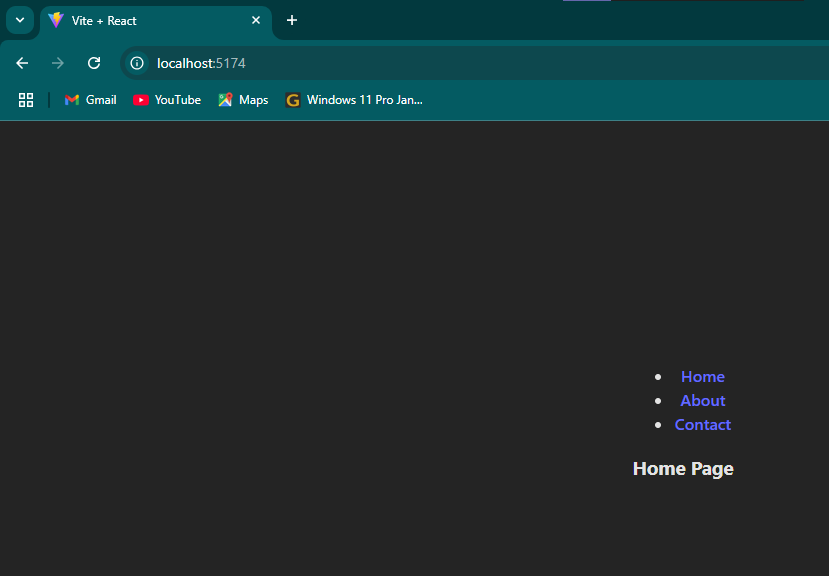 Vite + React
localhost:5174
Gmail YouTube Maps Windows 11 Pro Jan...
Home
About
Contact
Home Page